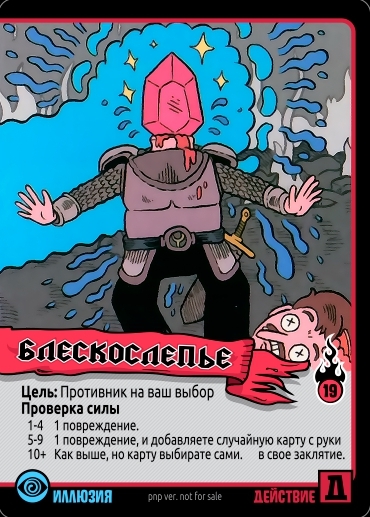 БЛЕСКОСЛЕПЬЕ
19
Цель: Противник на ваш выбор
Проверка силы
1-4 1 повреждение.
5-9 1 повреждение, и добавляете случайную карту с руки
10+ Как выше, но карту выбирате сами. в свое заклятие.
ИЛЛЮЗИЯ pnp ver. not for sale ДЕЙСТВИЕ Д